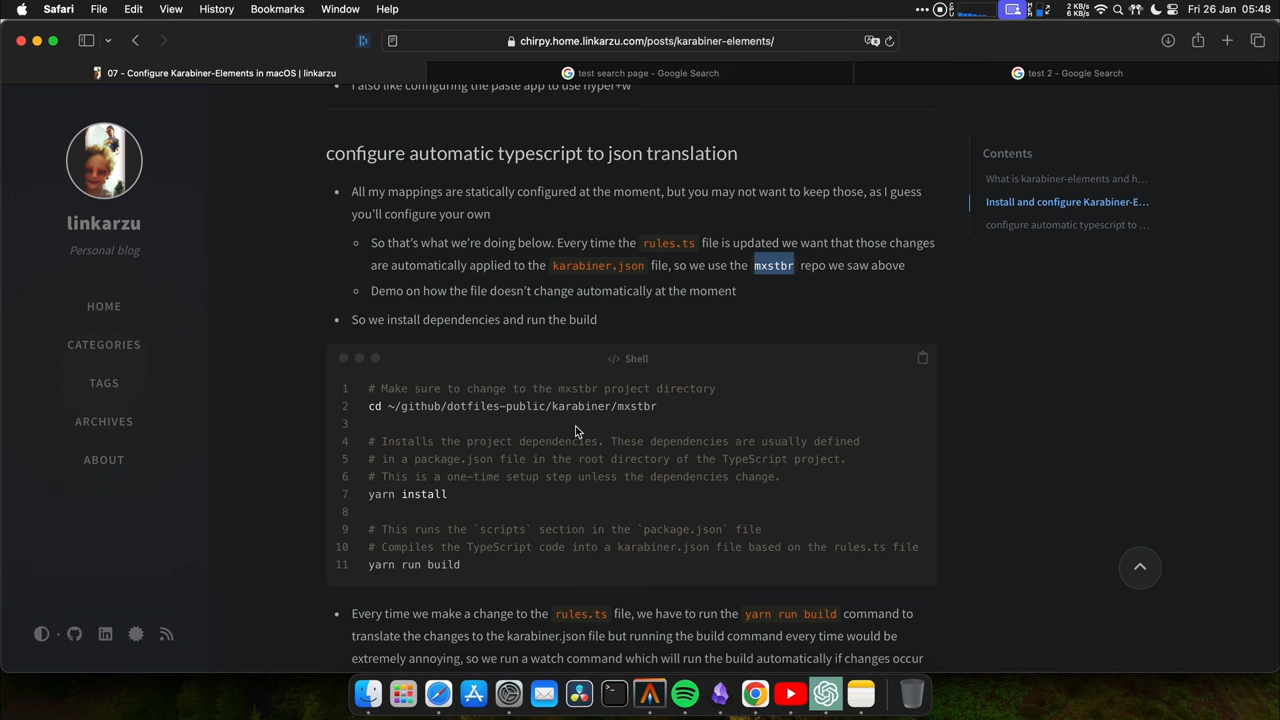 Safari File Edit View History Bookmarks Window Help
2 KB/s
6 KB/s
Fri 26 Jan 05:48
chirpy.home.linkarzu.com/posts/karabiner-elements/
07 - Configure Karabiner-Elements in macOS | linkarzu
test search page - Google Search
test 2 - Google Search
I also like configuring the paste app to use hyper+w
linkarzu
Personal blog
HOME
CATEGORIES
TAGS
ARCHIVES
ABOUT
configure automatic typescript to json translation
All my mappings are statically configured at the moment, but you may not want to keep those, as I guess
you'll configure your own
So that's what we're doing below. Every time the rules.ts file is updated we want that those changes
are automatically applied to the karabiner.json file, so we use the mxstbr repo we saw above
Demo on how the file doesn't change automatically at the moment
So we install dependencies and run the build
</> Shell
1 # Make sure to change to the mxstbr project directory
2 cd ~/github/dotfiles-public/karabiner/mxstbr
3
4 # Installs the project dependencies. These dependencies are usually defined
5 # in a package.json file in the root directory of the TypeScript project.
6 # This is a one-time setup step unless the dependencies change.
7 yarn install
8
9 # This runs the `scripts` section in the `package.json` file
10 # Compiles the TypeScript code into a karabiner.json file based on the rules.ts file
11 yarn run build
Every time we make a change to the rules.ts file, we have to run the yarn run build command to
translate the changes to the karabiner.json file but running the build command every time would be
extremely annoying, so we run a watch command which will run the build automatically if changes occur
Contents
What is karabiner-elements and h...
Install and configure Karabiner-E...
configure automatic typescript to ...